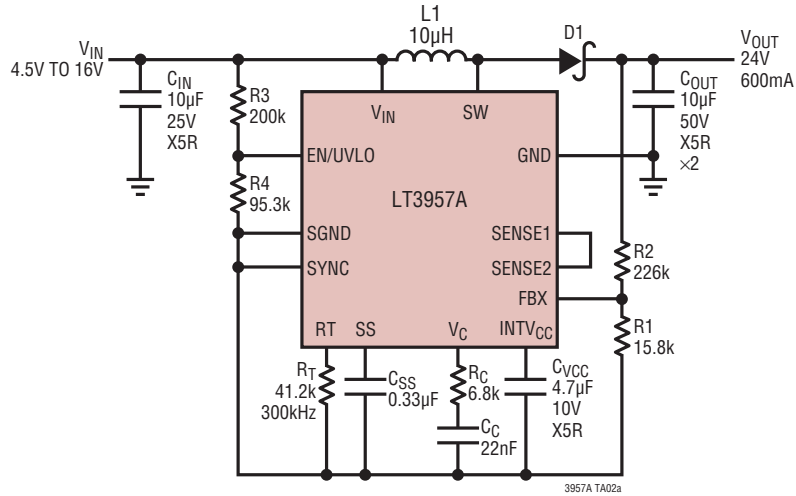 L1
10µH
D1
VIN
4.5V TO 16V
VOUT
24V
600mA
CIN
10µF
25V
X5R
R3
200k
VIN
SW
COUT
10µF
50V
X5R
×2
EN/UVLO
GND
R4
95.3k
LT3957A
SGND
SENSE1
SYNC
SENSE2
R2
226k
FBX
RT
SS
VC
INTVCC
R1
15.8k
RT
41.2k
300kHz
CSS
0.33µF
RC
6.8k
CC
22nF
CVCC
4.7µF
10V
X5R
3957A TA02a